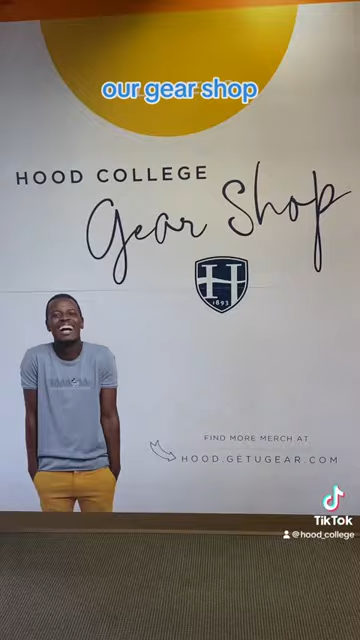 our gear shop
HOOD COLLEGE
Gear Shop
H
1893
FIND MORE MERCH AT
HOOD.GETUGEAR.COM
TikTok
@hood_college